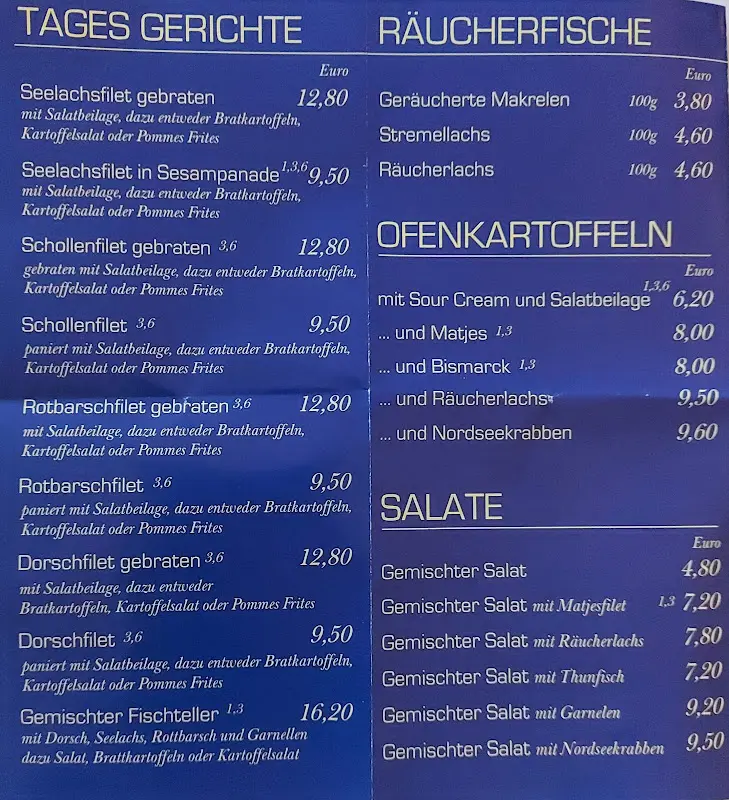 TAGES GERICHTE
Euro
Seelachsfilet gebraten 12,80
mit Salatbeilage, dazu entweder Bratkartoffeln,
Kartoffelsalat oder Pommes Frites
Seelachsfilet in Sesampanade 1,3,6 9,50
mit Salatbeilage, dazu entweder Bratkartoffeln,
Kartoffelsalat oder Pommes Frites
Schollenfilet gebraten 3,6 12,80
gebraten mit Salatbeilage, dazu entweder Bratkartoffeln,
Kartoffelsalat oder Pommes Frites
Schollenfilet 3,6 9,50
paniert mit Salatbeilage, dazu entweder Bratkartoffeln,
Kartoffelsalat oder Pommes Frites
Rotbarschfilet gebraten 3,6 12,80
mit Salatbeilage, dazu entweder Bratkartoffeln,
Kartoffelsalat oder Pommes Frites
Rotbarschfilet 3,6 9,50
paniert mit Salatbeilage, dazu entweder Bratkartoffeln,
Kartoffelsalat oder Pommes Frites
Dorschfilet gebraten 3,6 12,80
mit Salatbeilage, dazu entweder
Bratkartoffeln, Kartoffelsalat oder Pommes Frites
Dorschfilet 3,6 9,50
paniert mit Salatbeilage, dazu entweder Bratkartoffeln,
Kartoffelsalat oder Pommes Frites
Gemischter Fischteller 1,3 16,20
mit Dorsch, Seelachs, Rottbarsch und Garnellen
dazu Salat, Brattkartoffeln oder Kartoffelsalat
RÄUCHERFISCHE
Euro
Geräucherte Makrelen 100g 3,80
Stremellachs 100g 4,60
Räucherlachs 100g 4,60
OFENKARTOFFELN
Euro
mit Sour Cream und Salatbeilage 1,3,6 6,20
... und Matjes 1,3 8,00
... und Bismarck 1,3 8,00
... und Räucherlachs 9,50
... und Nordseekrabben 9,60
SALATE
Euro
Gemischter Salat 4,80
Gemischter Salat mit Matjesfilet 1,3 7,20
Gemischter Salat mit Räucherlachs 7,80
Gemischter Salat mit Thunfisch 7,20
Gemischter Salat mit Garnelen 9,20
Gemischter Salat mit Nordseekrabben 9,50